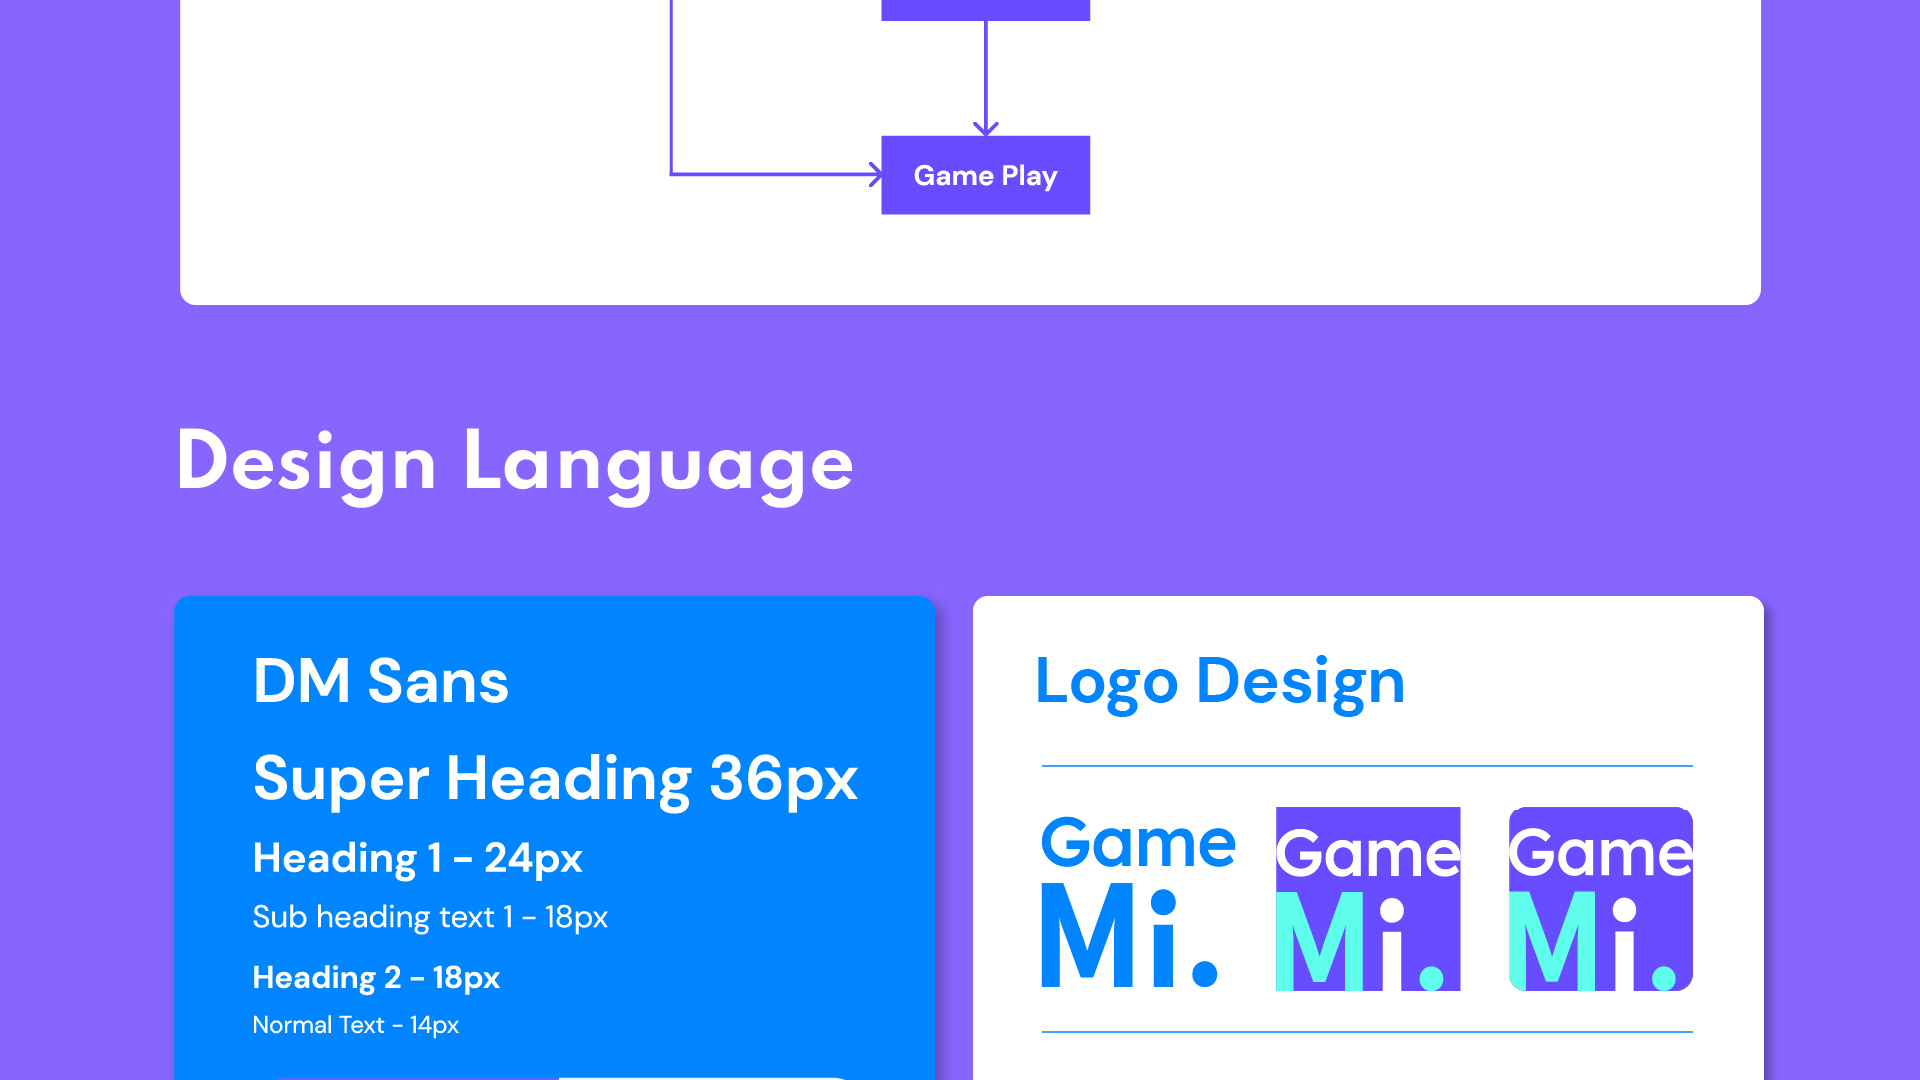 Game Play
Design Language
DM Sans
Super Heading 36px
Heading 1 - 24px
Sub heading text 1 - 18px
Heading 2 - 18px
Normal Text - 14px
Logo Design
Game
Mi.
Game
Mi.
Game
Mi.